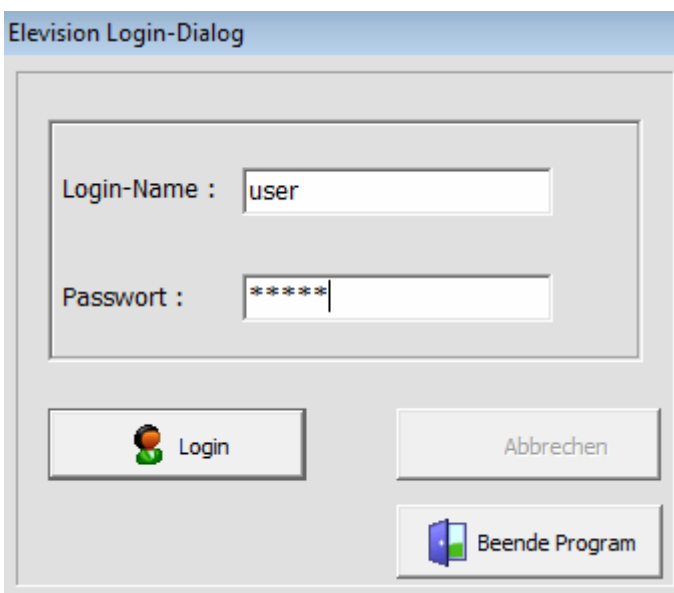 Elevision Login-Dialog
Login-Name : user
Passwort : *****
Login Abbrechen
Beende Program